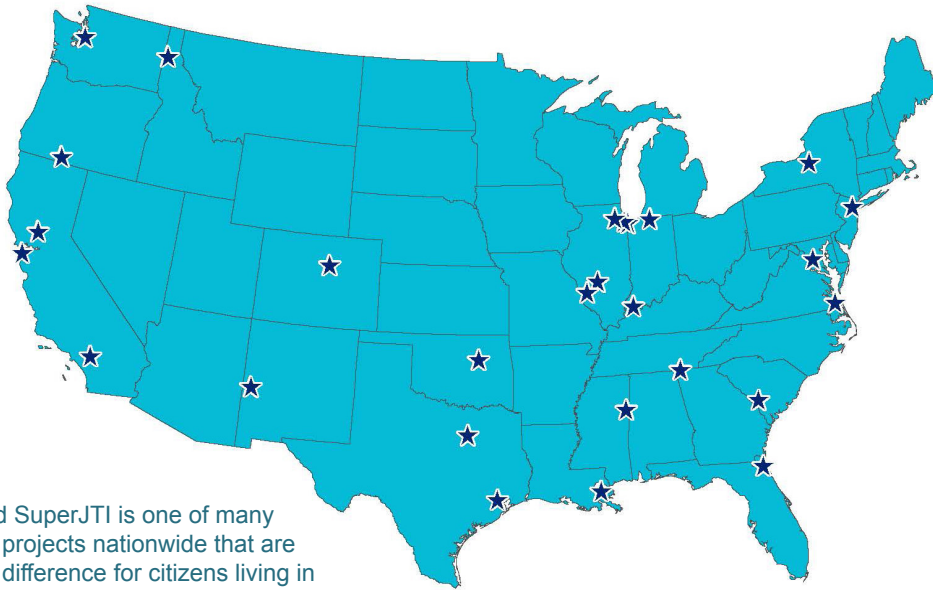 d SuperJTI is one of many
projects nationwide that are
difference for citizens living in